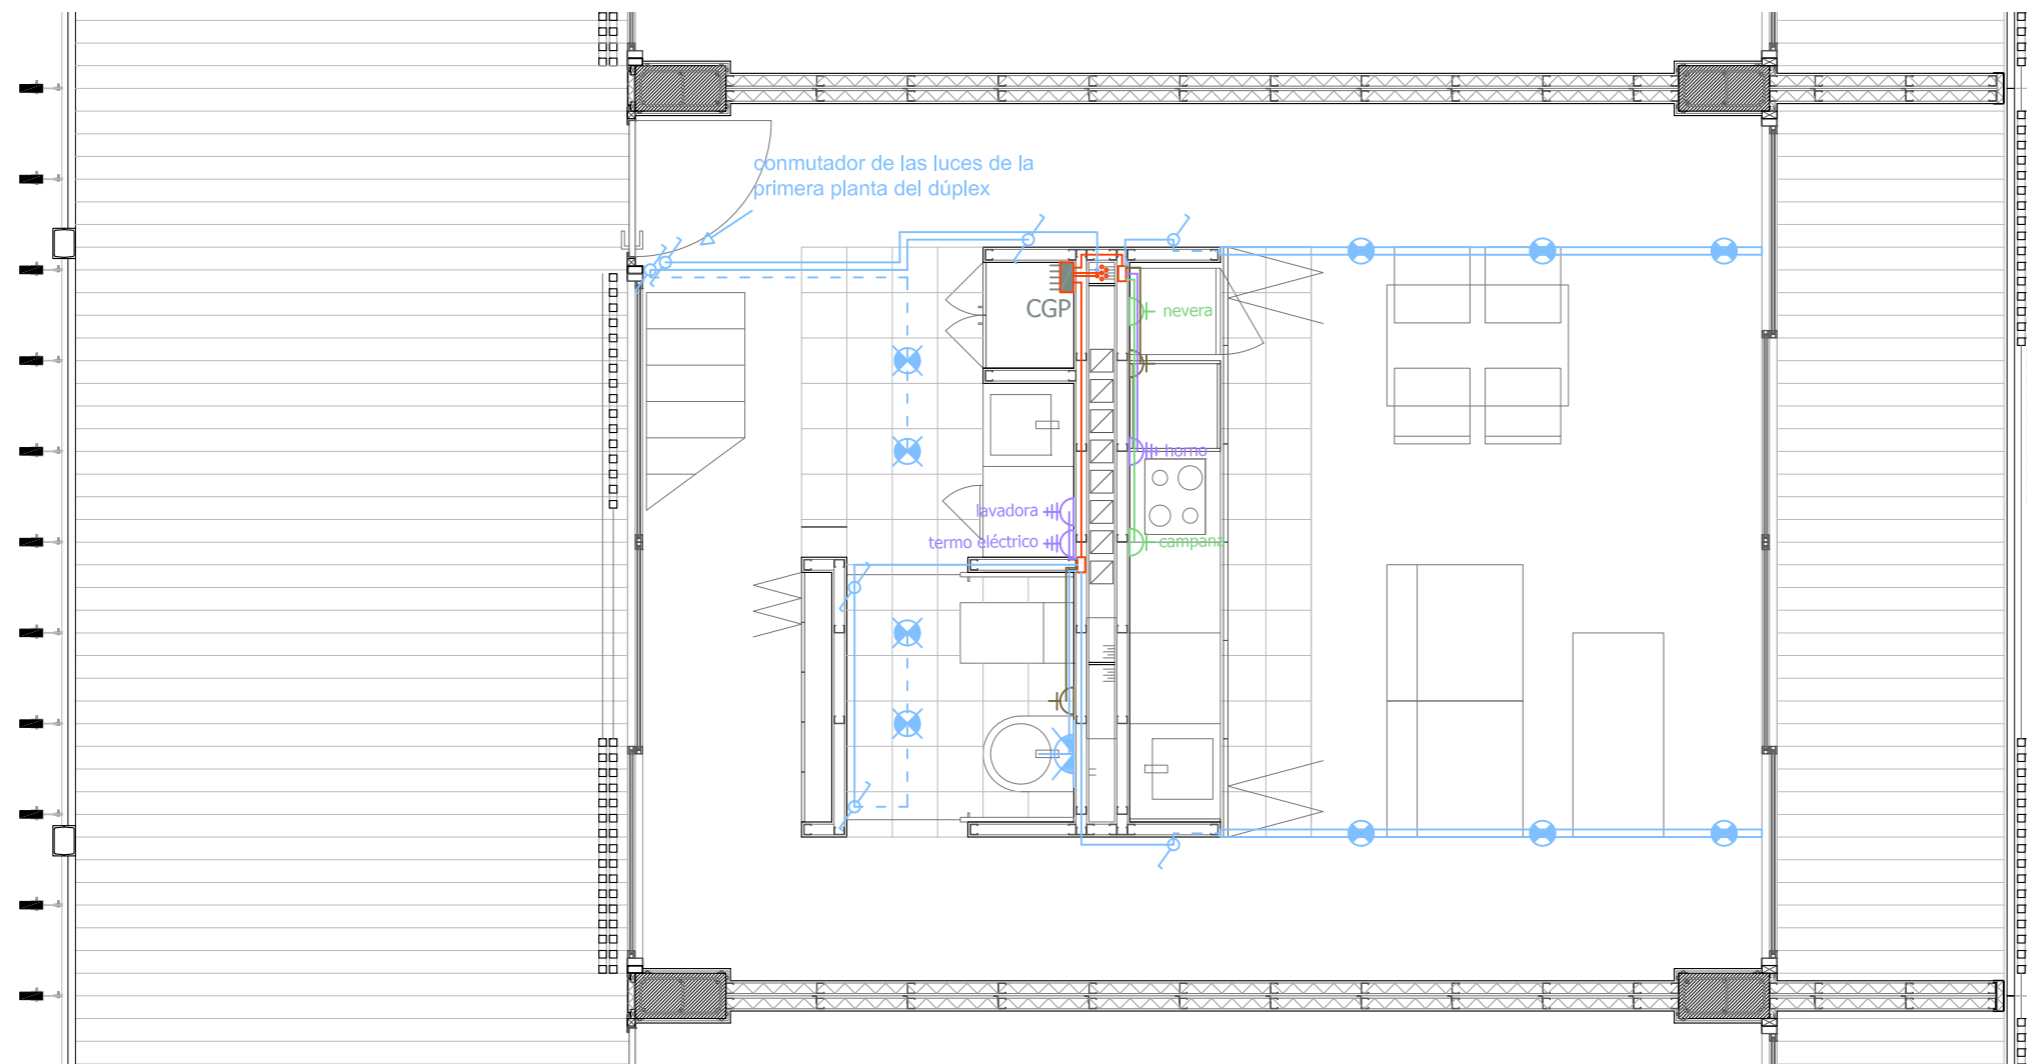 conmutador de las luces de la
primera planta del dúplex
CGP
nevera
horno
lavadora
termo eléctrico
campana